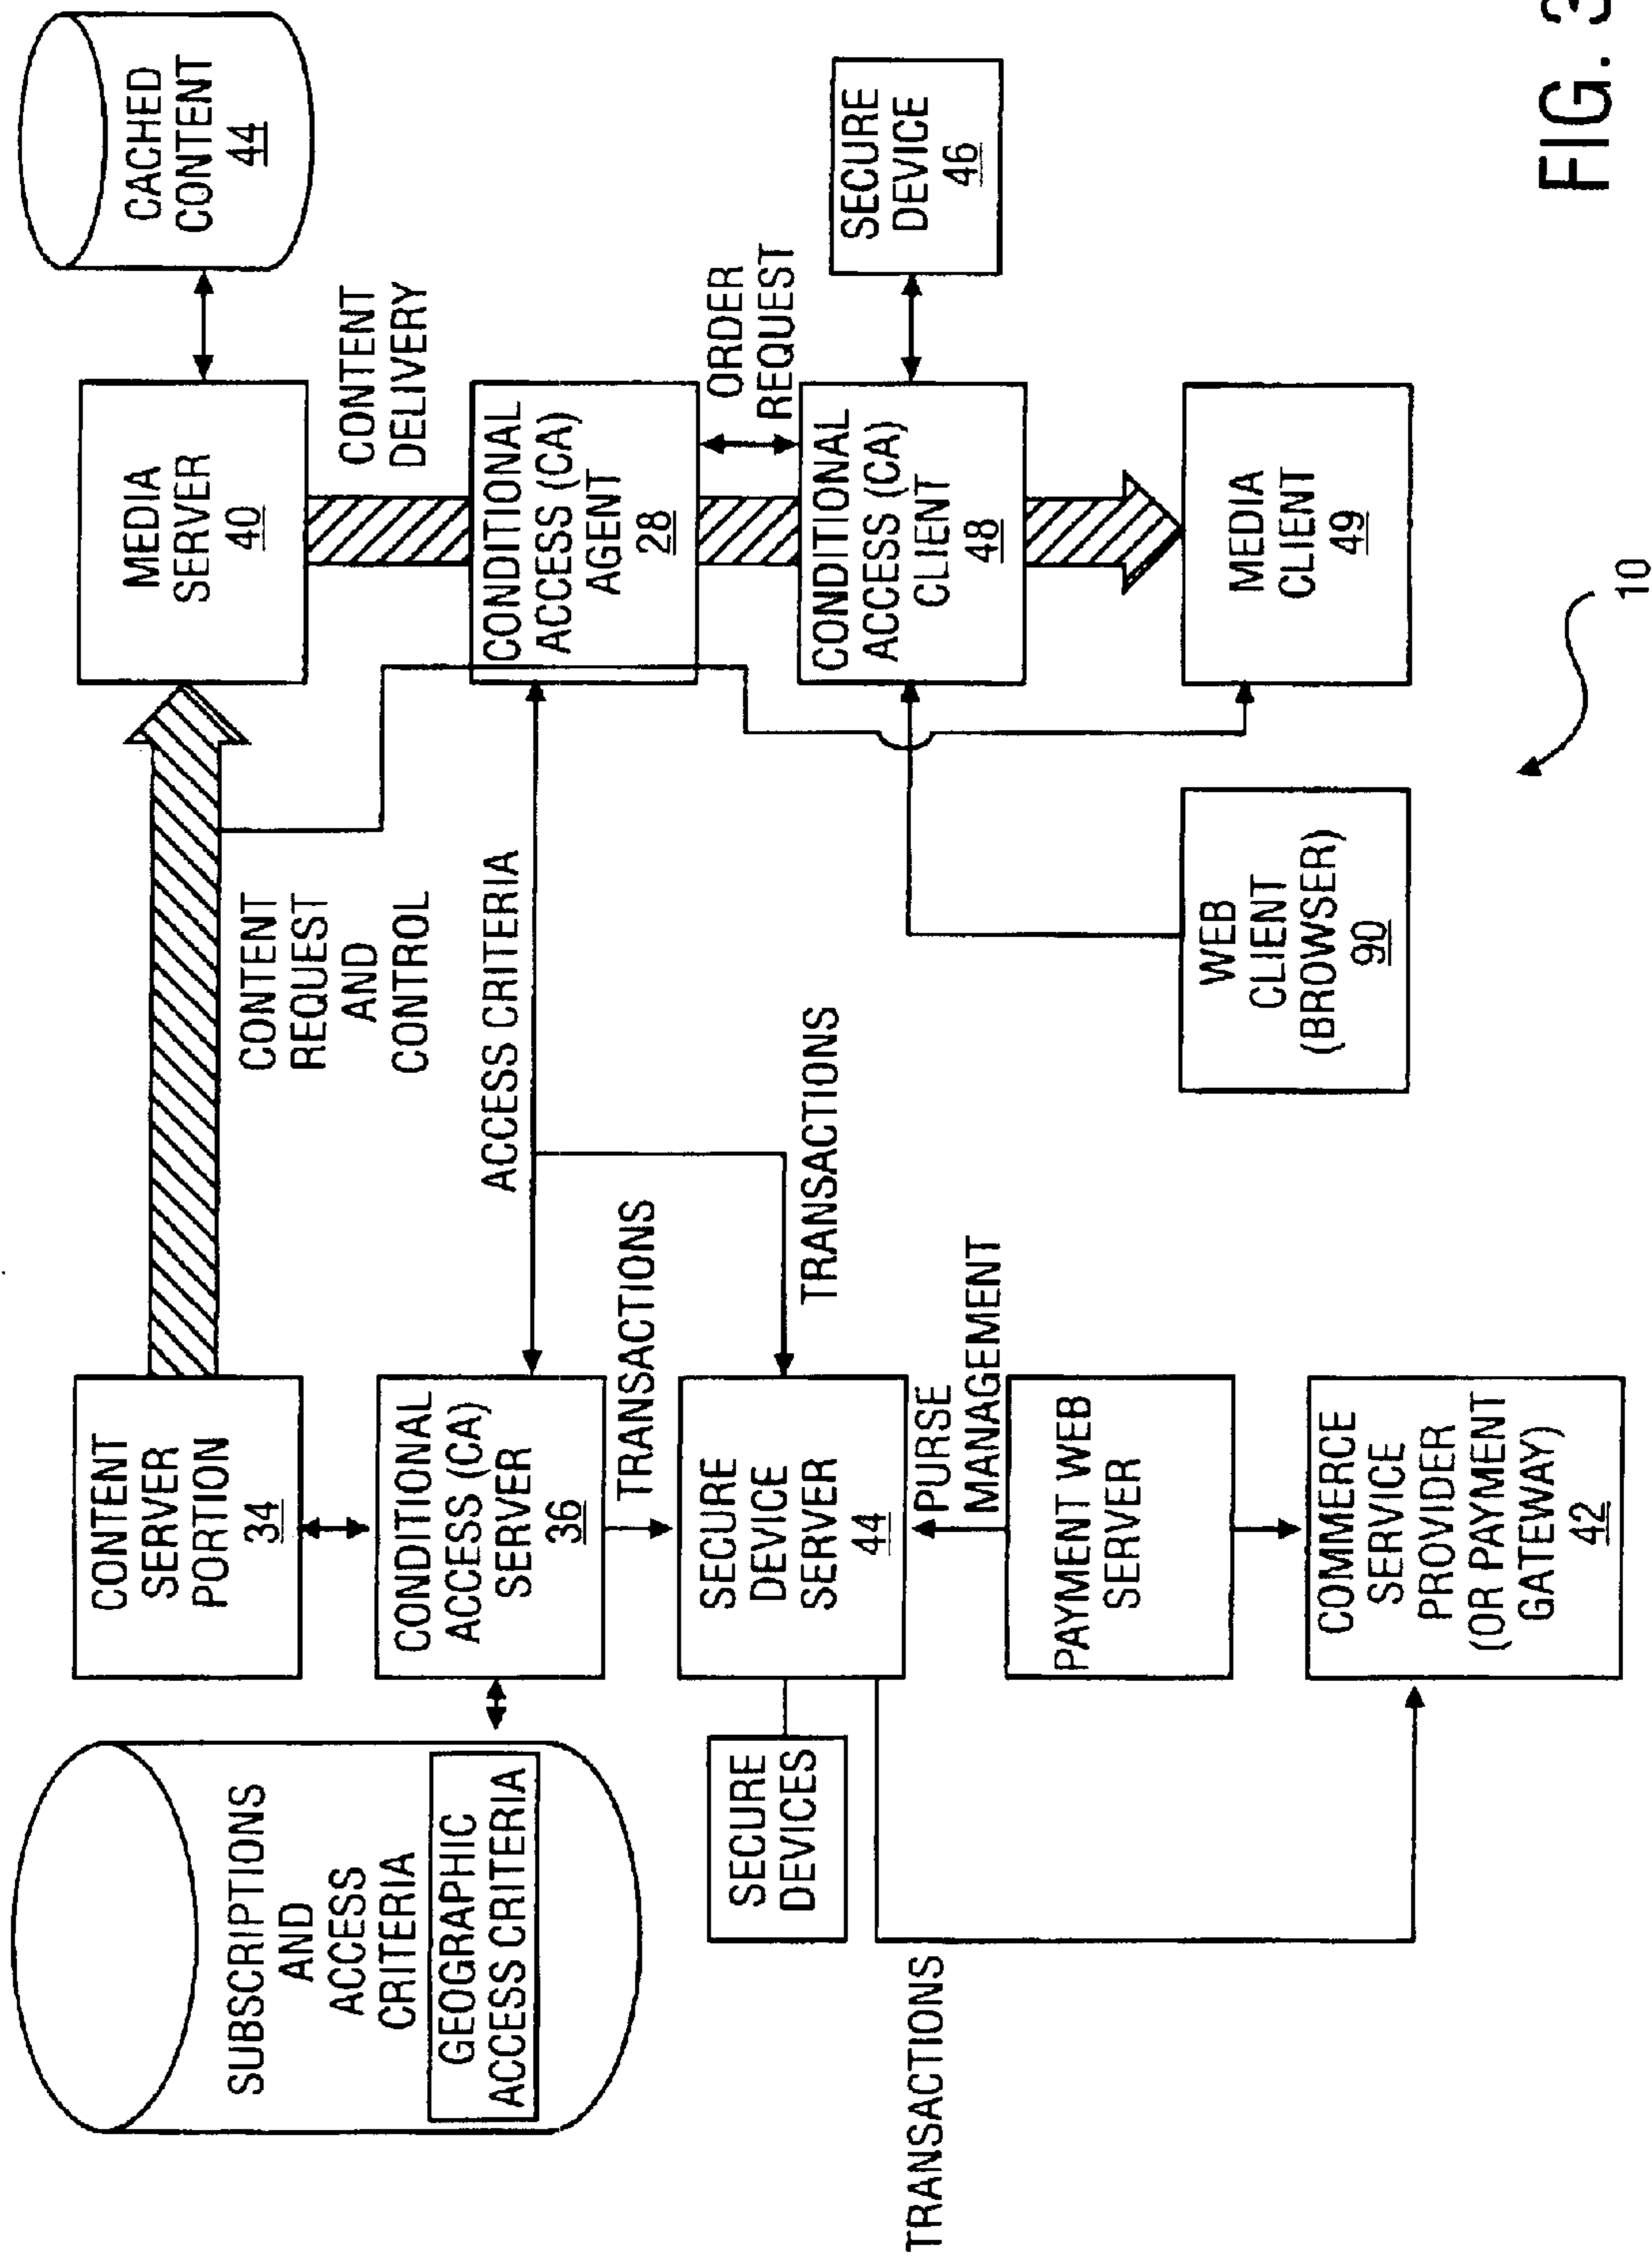 SUBSCRIPTIONS
AND
ACCESS
CRITERIA
GEOGRAPHIC
ACCESS CRITERIA
CONTENT
SERVER
PORTION
34
CONDITIONAL
ACCESS (CA)
SERVER
36
TRANSACTIONS
SECURE
DEVICE
SERVER
44
SECURE
DEVICES
PURSE
MANAGEMENT
PAYMENT WEB
SERVER
COMMERCE
SERVICE
PROVIDER
(OR PAYMENT
GATEWAY)
42
TRANSACTIONS
CONTENT
REQUEST
AND
CONTROL
ACCESS CRITERIA
TRANSACTIONS
WEB
CLIENT
(BROWSER)
90
MEDIA
SERVER
40
CACHED
CONTENT
44
CONTENT
DELIVERY
CONDITIONAL
ACCESS (CA)
AGENT
28
ORDER
REQUEST
CONDITIONAL
ACCESS (CA)
CLIENT
48
SECURE
DEVICE
46
MEDIA
CLIENT
49
10
FIG. 3